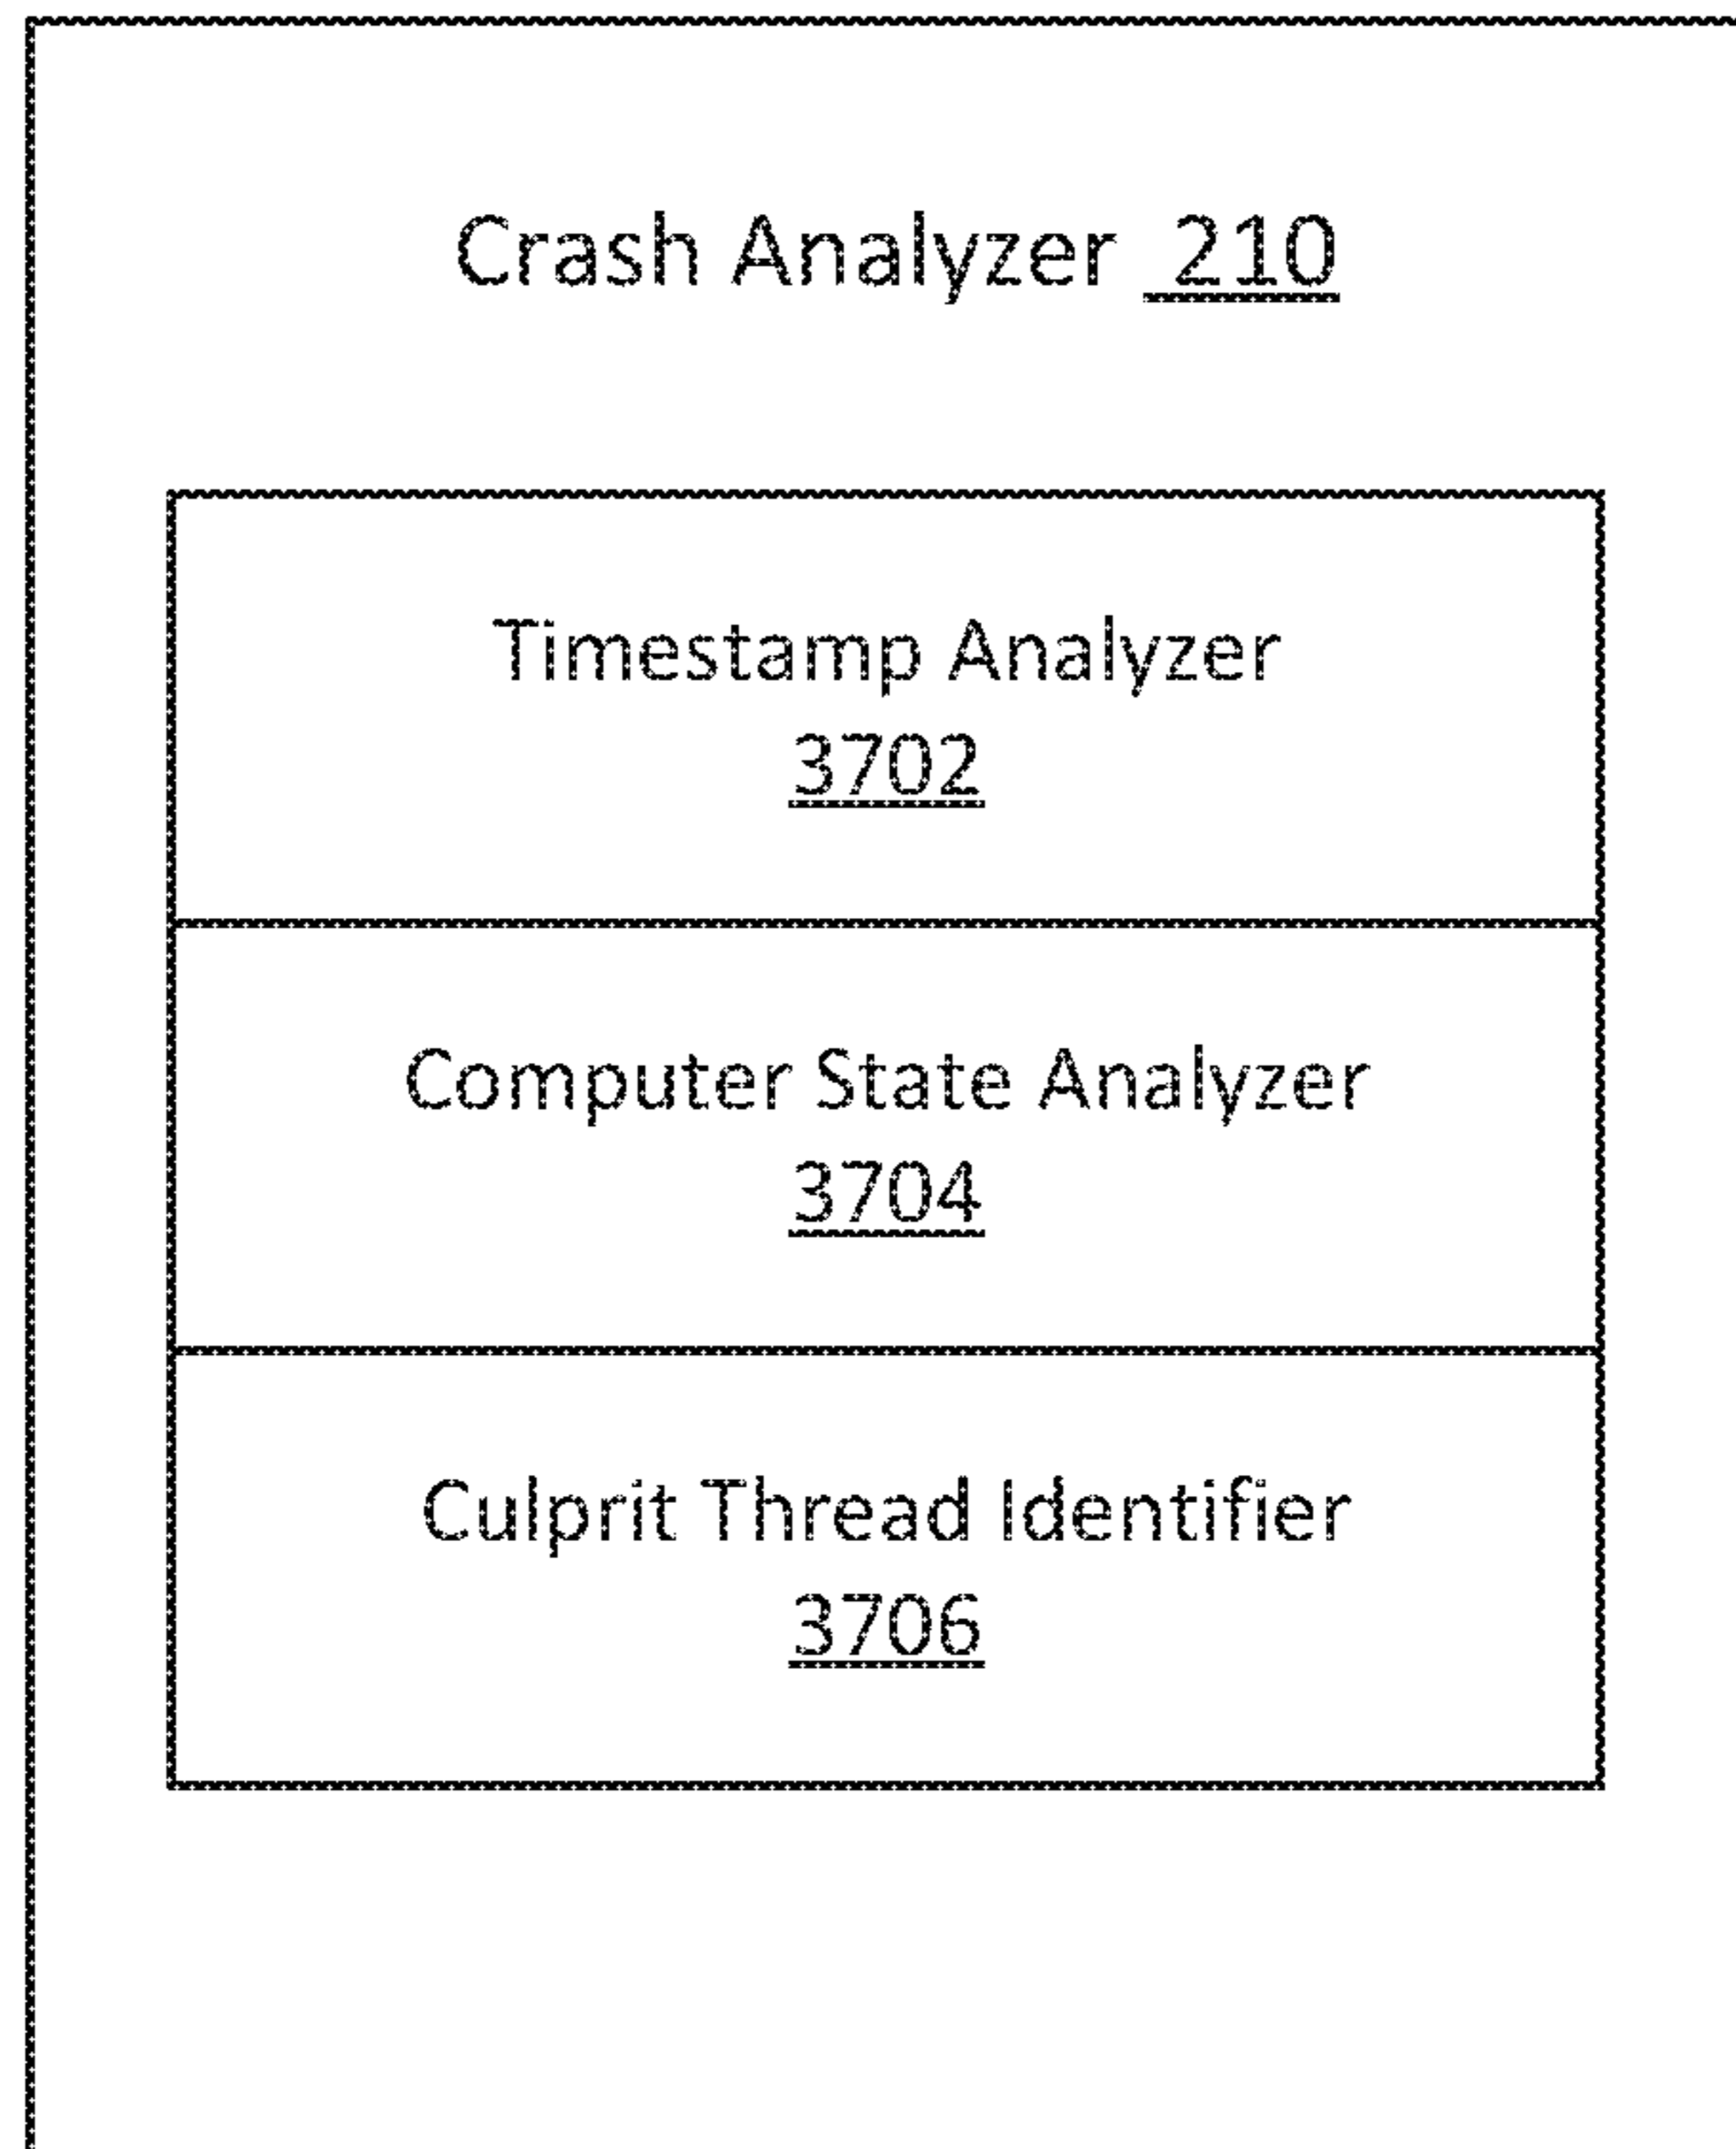 Crash Analyzer 210
Timestamp Analyzer
3702
Computer State Analyzer
3704
Culprit Thread Identifier
3706